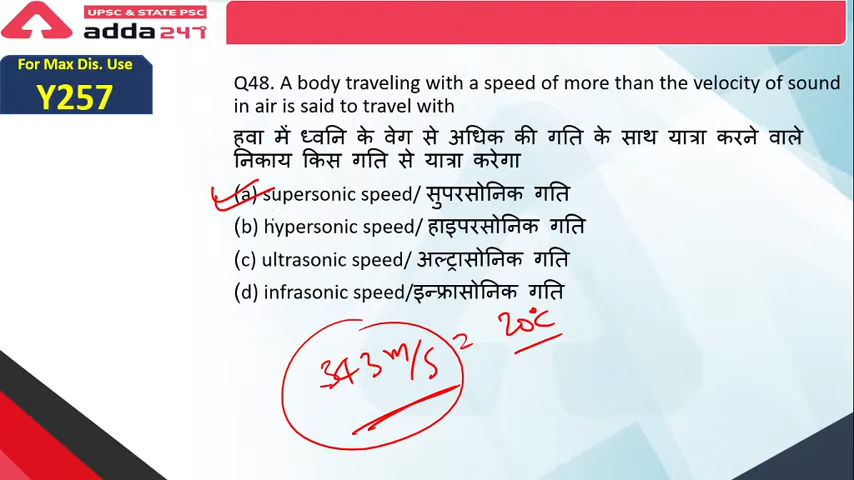 UPSC & STATE PSC
adda247
For Max Dis. Use
Y257
Q48. A body traveling with a speed of more than the velocity of sound
in air is said to travel with
हवा में ध्वनि के वेग से अधिक की गति के साथ यात्रा करने वाले
निकाय किस गति से यात्रा करेगा
(a) supersonic speed/ सुपरसोनिक गति
(b) hypersonic speed/ हाइपरसोनिक गति
(c) ultrasonic speed/ अल्ट्रासोनिक गति
(d) infrasonic speed/इन्फ्रासोनिक गति
343 m/s = 20°C